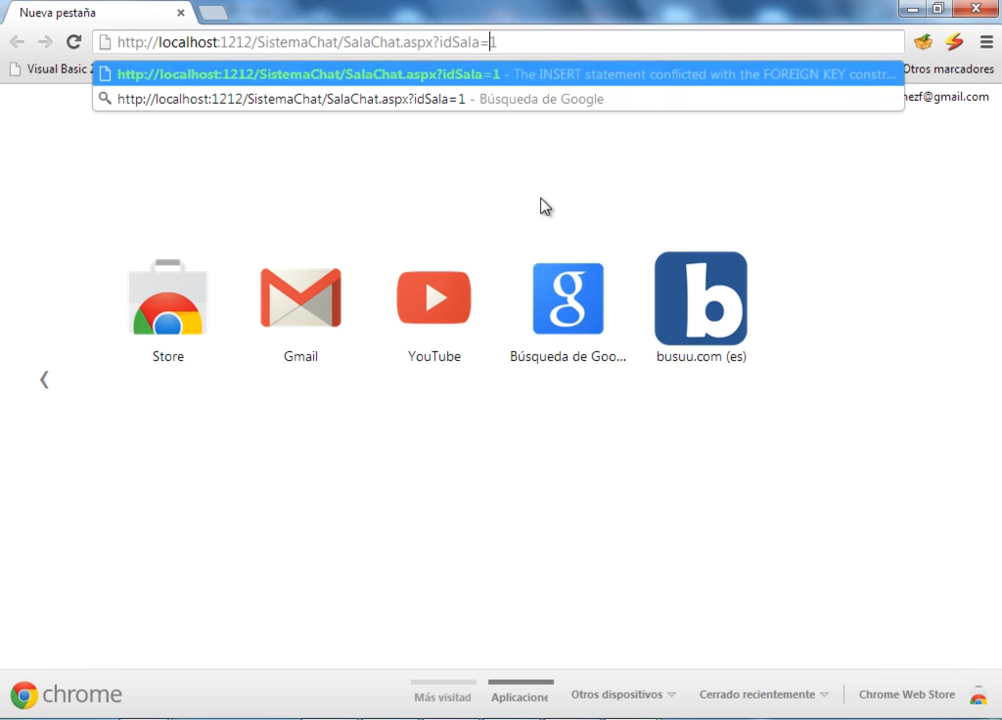 Nueva pestaña
http://localhost:1212/SistemaChat/SalaChat.aspx?idSala=1
Visual Basic 2
http://localhost:1212/SistemaChat/SalaChat.aspx?idSala=1 - The INSERT statement conflicted with the FOREIGN KEY constr...
Otros marcadores
http://localhost:1212/SistemaChat/SalaChat.aspx?idSala=1 - Búsqueda de Google
nezf@gmail.com
b
Store
Gmail
YouTube
Búsqueda de Goo...
busuu.com (es)
chrome
Más visitad
Aplicacione
Otros dispositivos
Cerrado recientemente
Chrome Web Store